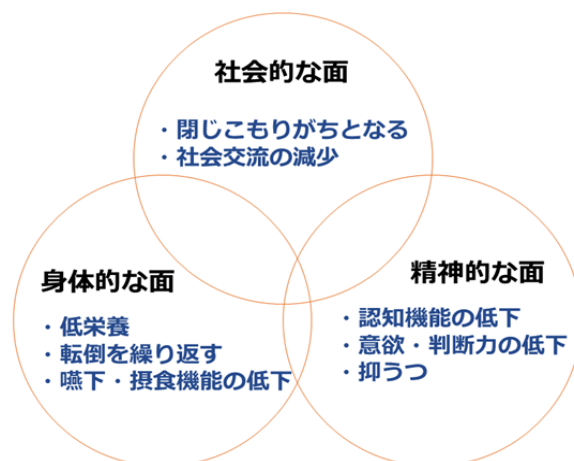 社会的な面
・閉じこもりがちとなる
・社会交流の減少
身体的な面
・低栄養
・転倒を繰り返す
・嚥下・摂食機能の低下
精神的な面
・認知機能の低下
・意欲・判断力の低下
・抑うつ